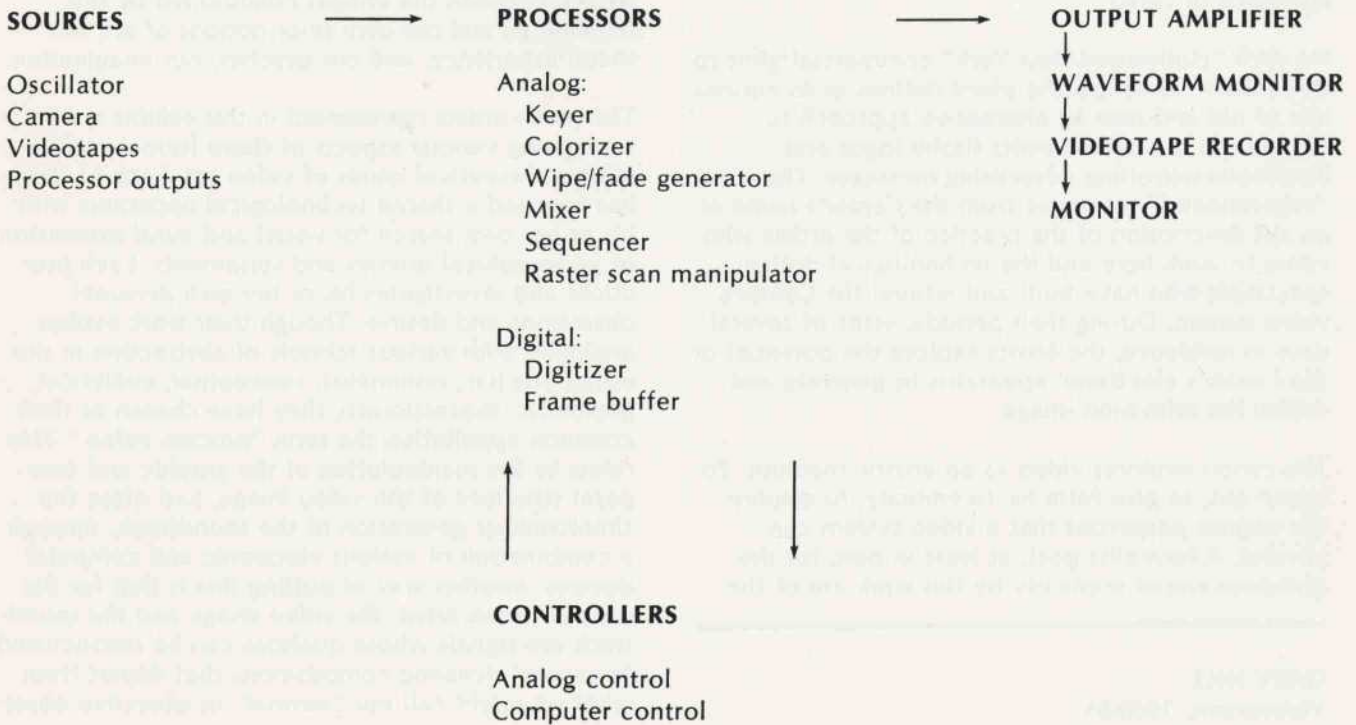 SOURCES
Oscillator
Camera
Videotapes
Processor outputs
PROCESSORS
Analog:
Keyer
Colorizer
Wipe/fade generator
Mixer
Sequencer
Raster scan manipulator
Digital:
Digitizer
Frame buffer
OUTPUT AMPLIFIER
WAVEFORM MONITOR
VIDEOTAPE RECORDER
MONITOR
CONTROLLERS
Analog control
Computer control